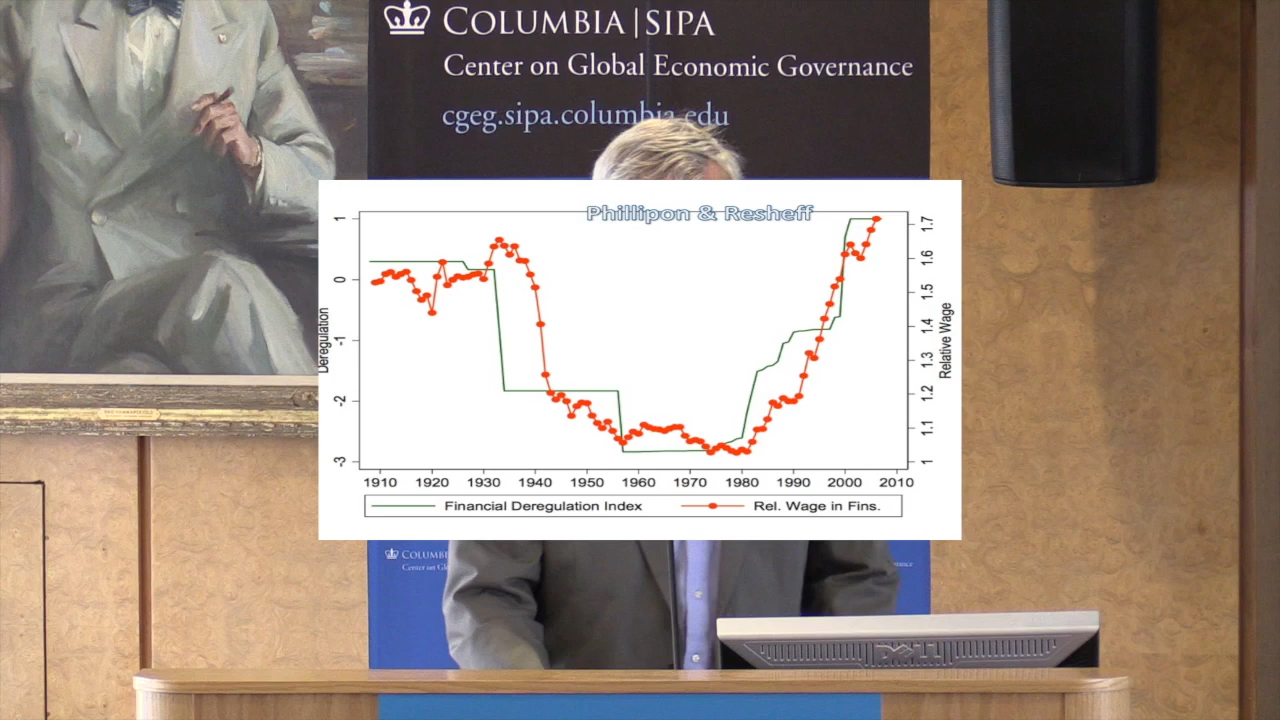 COLUMBIA | SIPA
Center on Global Economic Governance
cgeg.sipa.columbia.edu
Phillipon & Resheff
1
0
-1
-2
-3
Deregulation
1.7
1.6
1.5
1.4
1.3
1.2
1.1
1
Relative Wage
1910 1920 1930 1940 1950 1960 1970 1980 1990 2000 2010
Financial Deregulation Index
Rel. Wage in Fins.